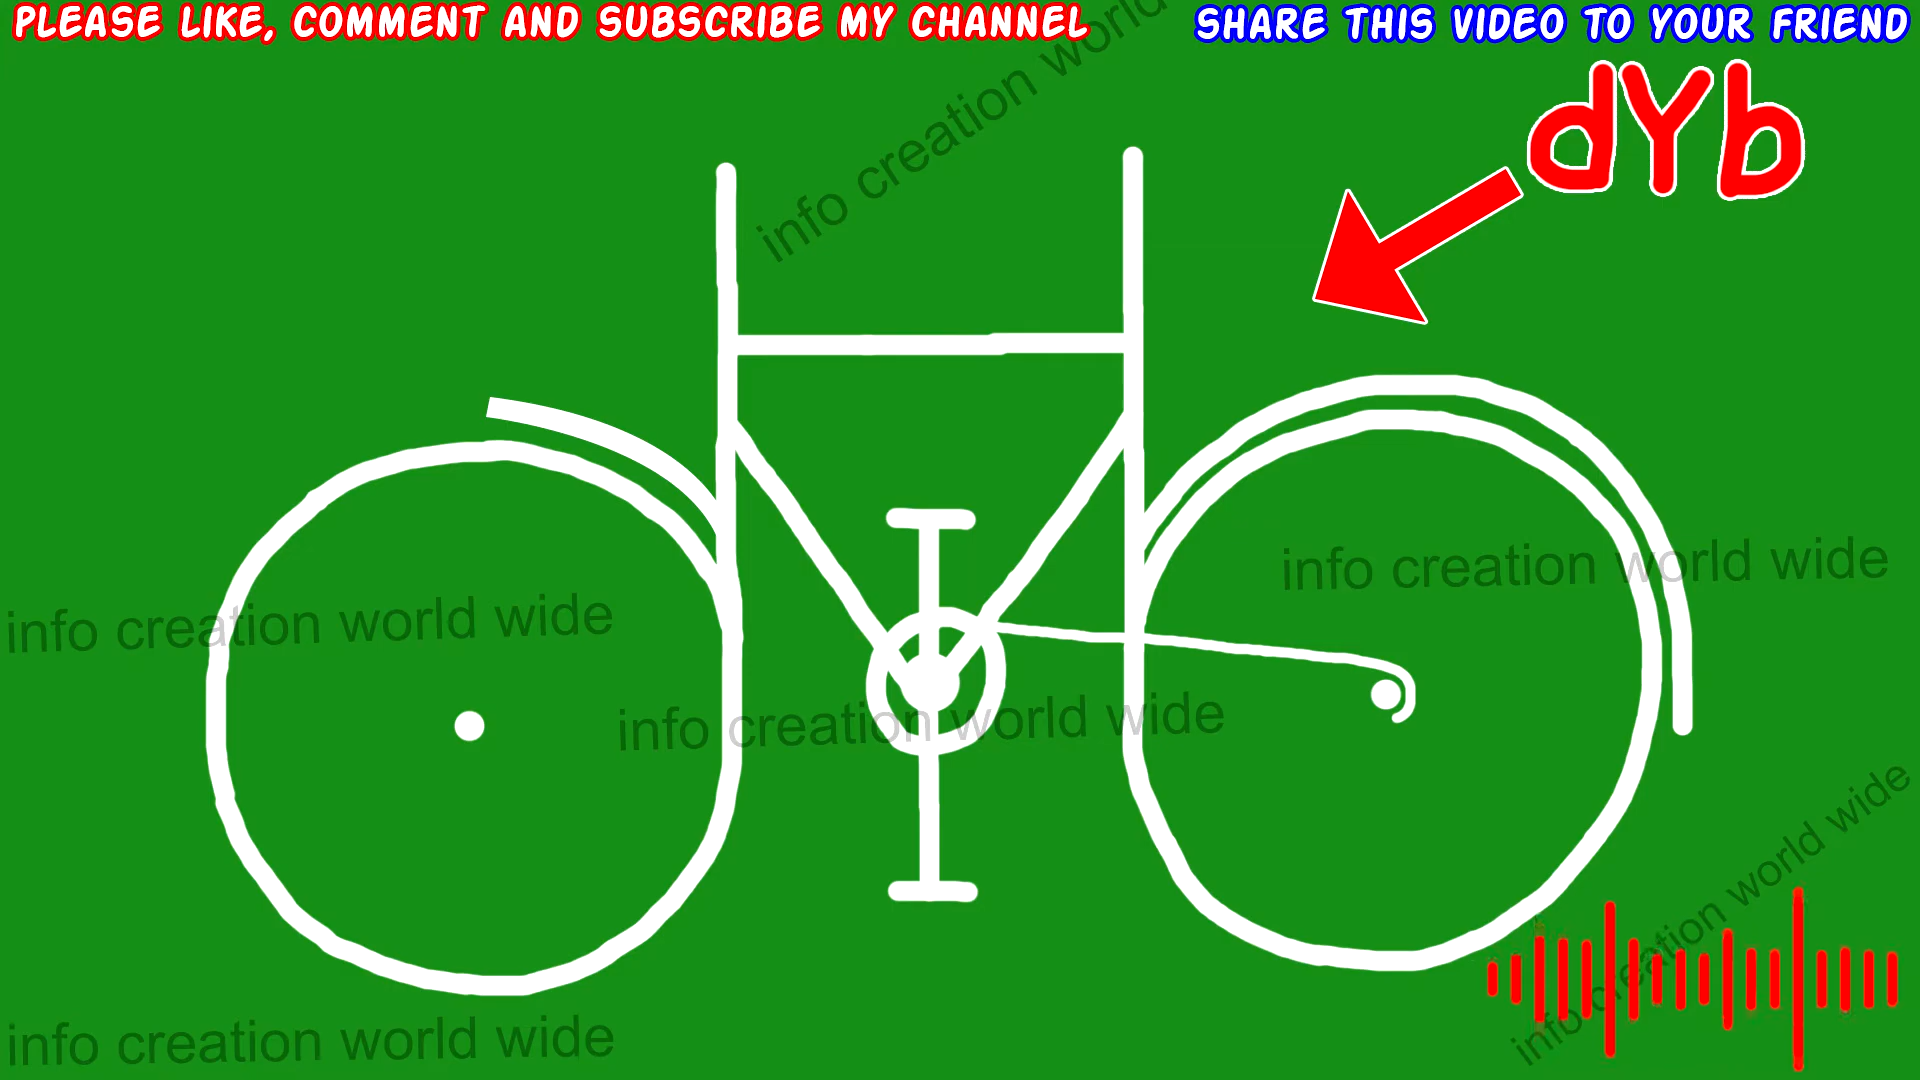 PLEASE LIKE, COMMENT AND SUBSCRIBE MY CHANNEL
SHARE THIS VIDEO TO YOUR FRIEND
dYb
info creation world
info creation world wide
info creation world wide
info creation world wide
info creation world wide
info creation world wide